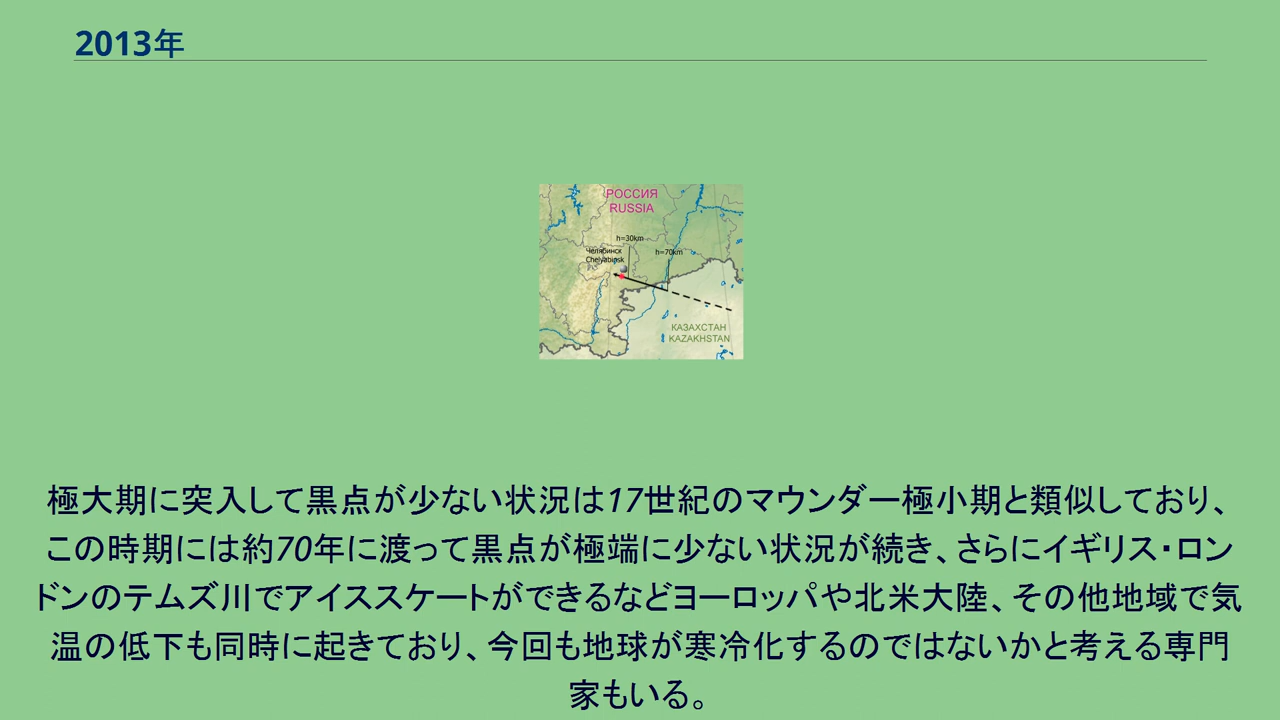 2013年
РОССИЯ
RUSSIA
h=30km
Челябинск
Chelyabinsk
h=70km
КАЗАХСТАН
KAZAKHSTAN
極大期に突入して黒点が少ない状況は17世紀のマウンダー極小期と類似しており、
この時期には約70年に渡って黒点が極端に少ない状況が続き、さらにイギリス・ロン
ドンのテムズ川でアイススケートができるなどヨーロッパや北米大陸、その他地域で気
温の低下も同時に起きており、今回も地球が寒冷化するのではないかと考える専門
家もいる。